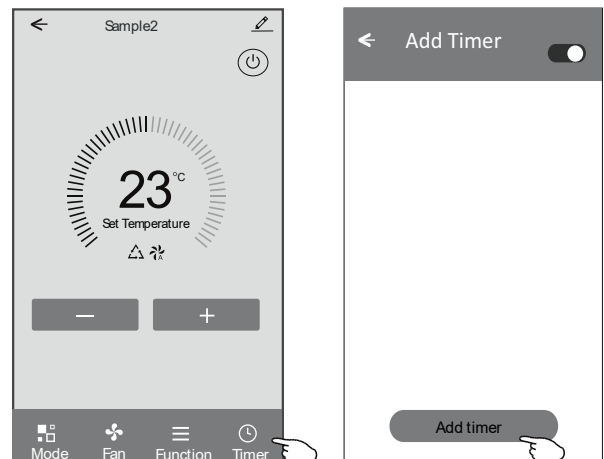 Sample2
23°C
Set Temperature
A
Mode Fan Function Timer
Add Timer
Add timer